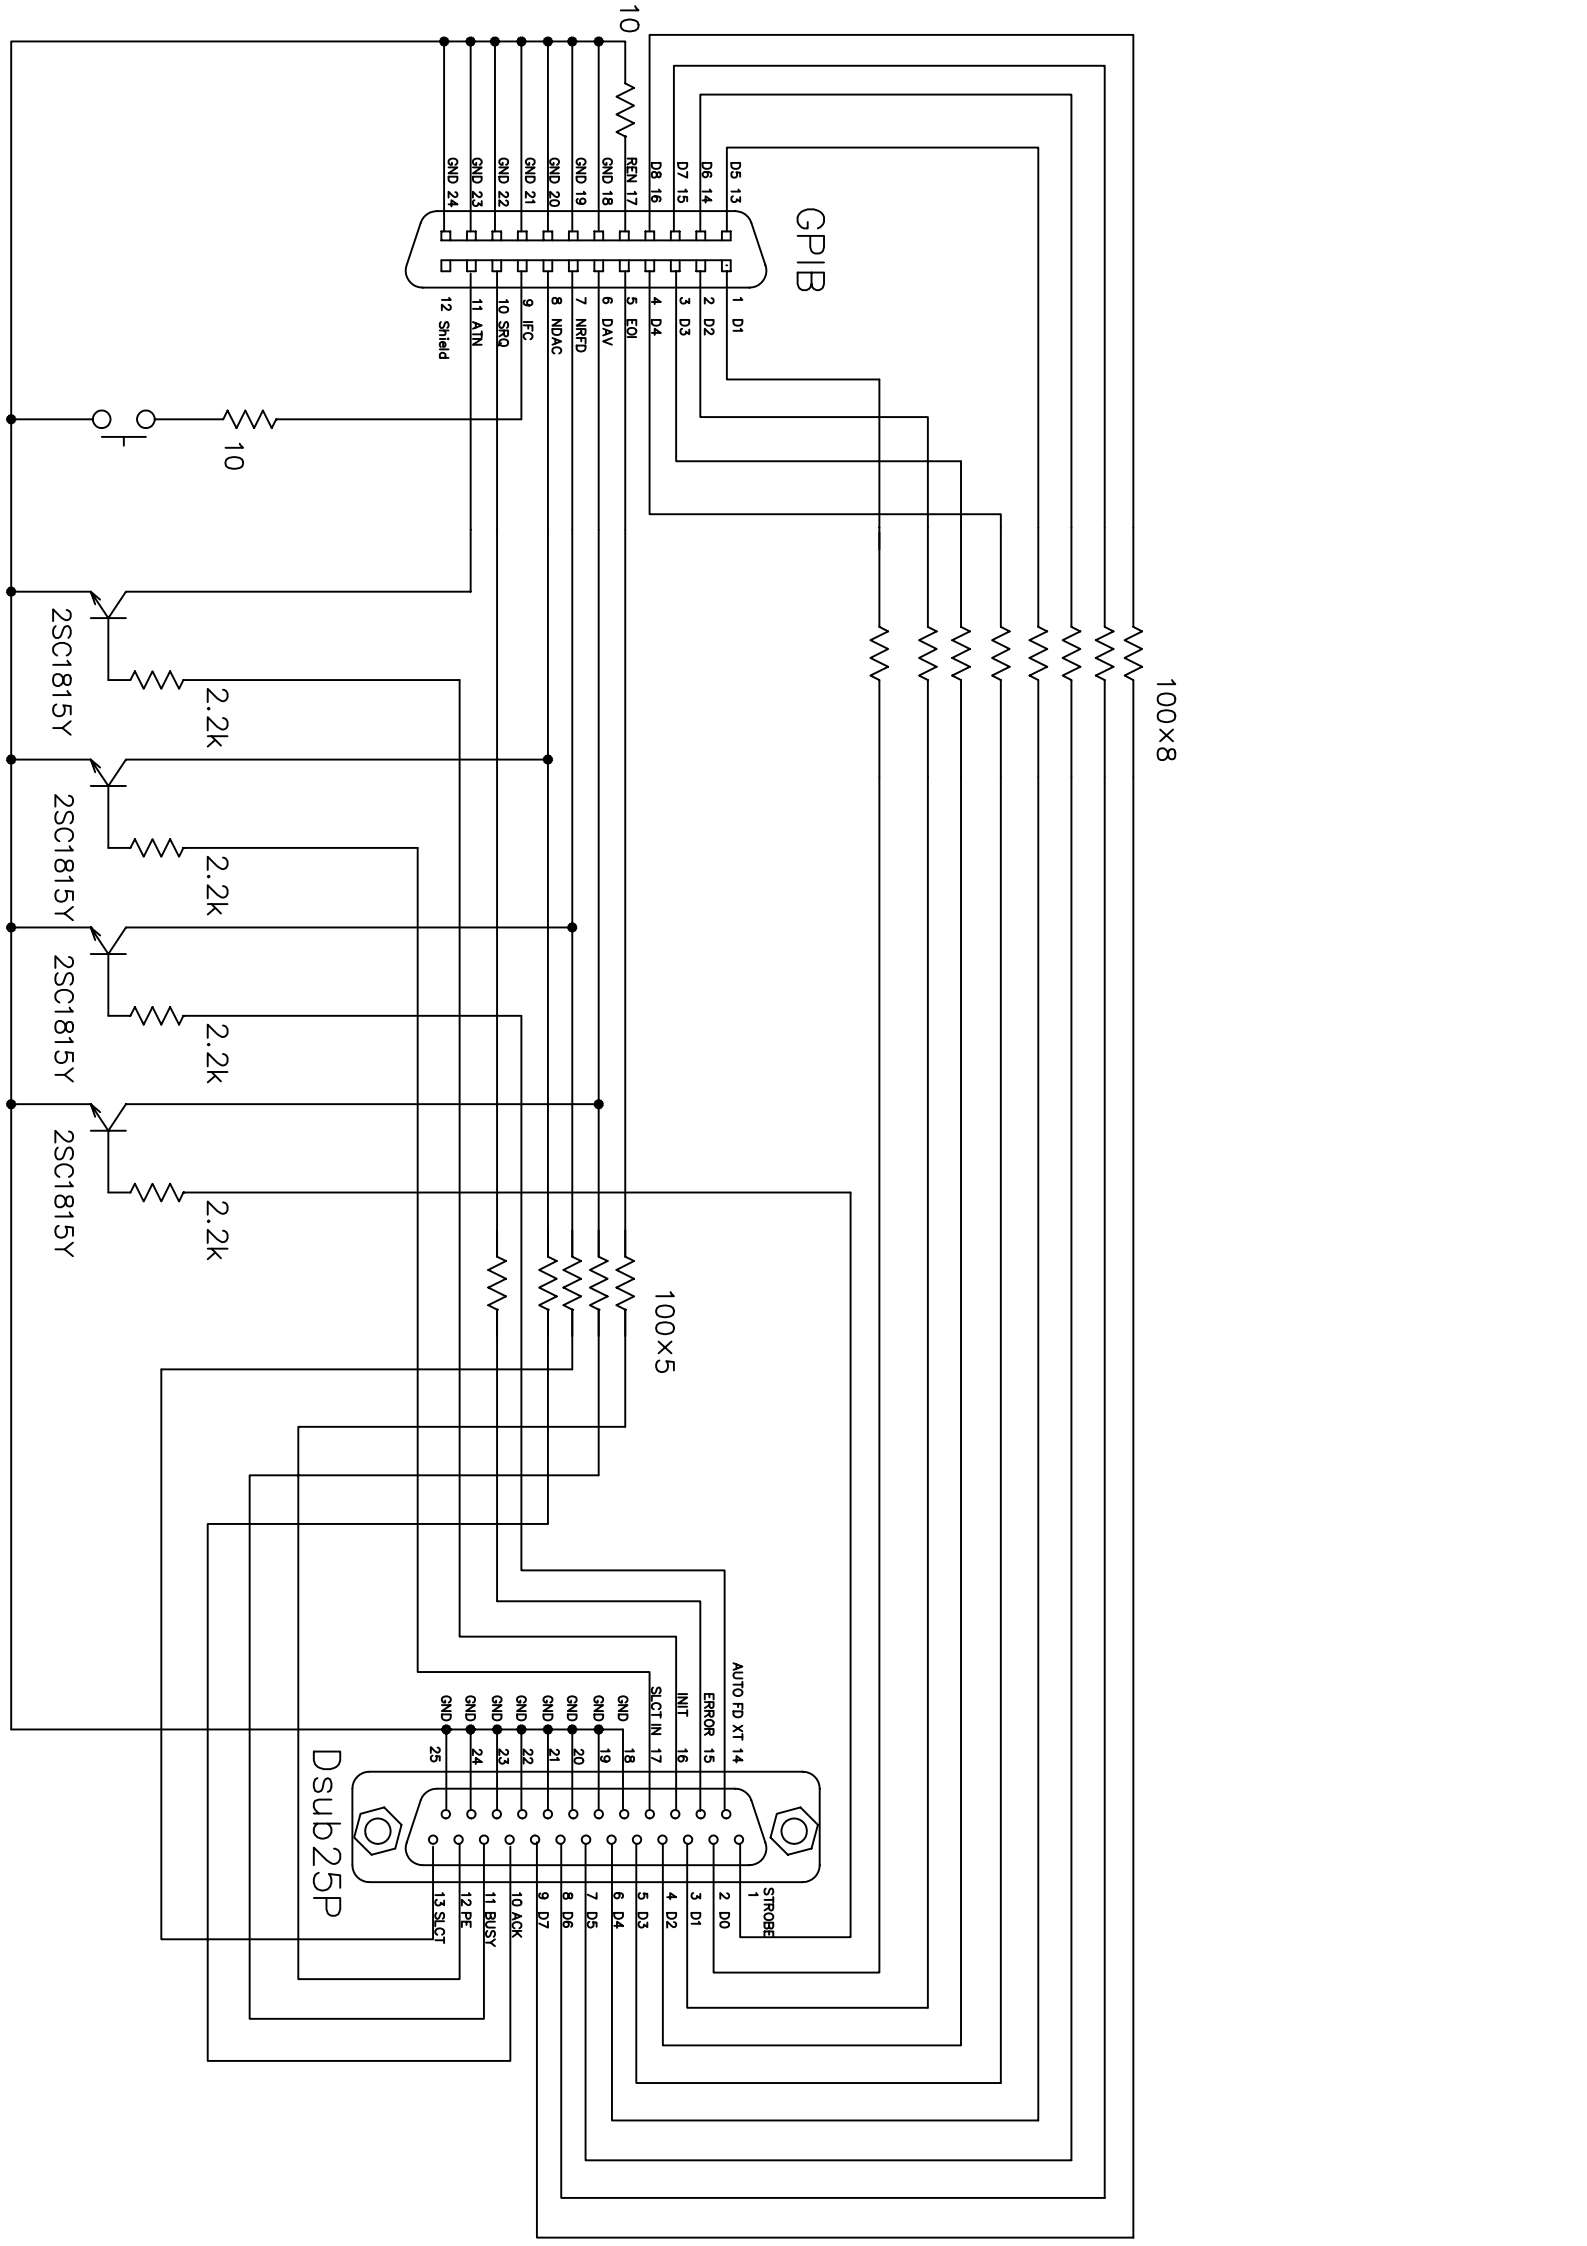 100×8
GPIB
10
D5 13
D6 14
D7 15
D8 16
REN 17
GND 18
GND 19
GND 20
GND 21
GND 22
GND 23
GND 24
1 D1
2 D2
3 D3
4 D4
5 EOI
6 DAV
7 NRFD
8 NDAC
9 IFC
10 SRQ
11 ATN
12 Shield
10
2.2k
2SC1815Y
2.2k
2SC1815Y
2.2k
2SC1815Y
2.2k
2SC1815Y
100×5
AUTO FD XT 14
ERROR 15
INIT 16
SLCT IN 17
GND 18
GND 19
GND 20
GND 21
GND 22
GND 23
GND 24
GND 25
STROBE
1
2 D0
3 D1
4 D2
5 D3
6 D4
7 D5
8 D6
9 D7
10 ACK
11 BUSY
12 PE
13 SLCT
Dsub25P